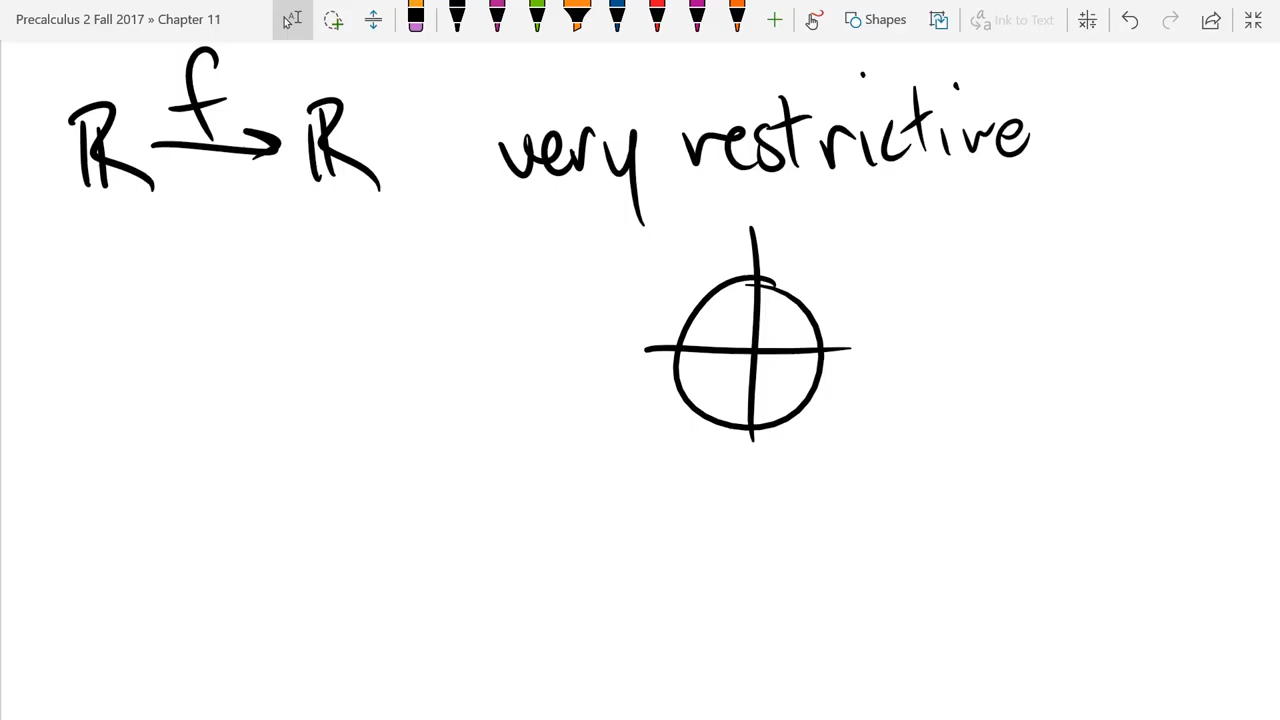 Precalculus 2 Fall 2017 » Chapter 11
Shapes
Ink to Text
f
ℝ → ℝ very restrictive